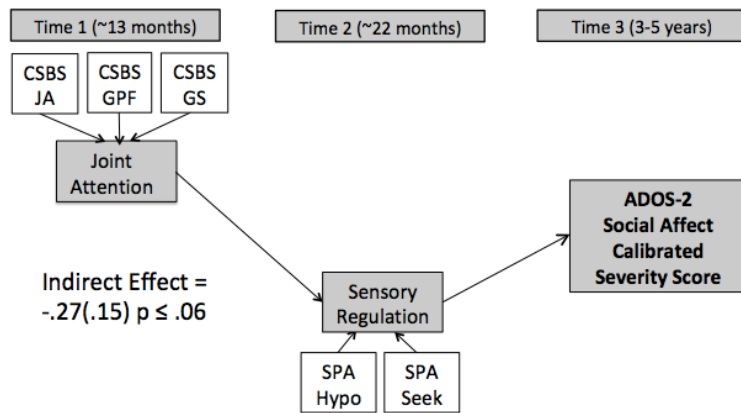 Time 1 (~13 months)
Time 2 (~22 months)
Time 3 (3-5 years)
CSBS
JA
CSBS
GPF
CSBS
GS
Joint
Attention
ADOS-2
Social Affect
Calibrated
Severity Score
Indirect Effect =
-.27(.15) p ≤ .06
Sensory
Regulation
SPA
Hypo
SPA
Seek